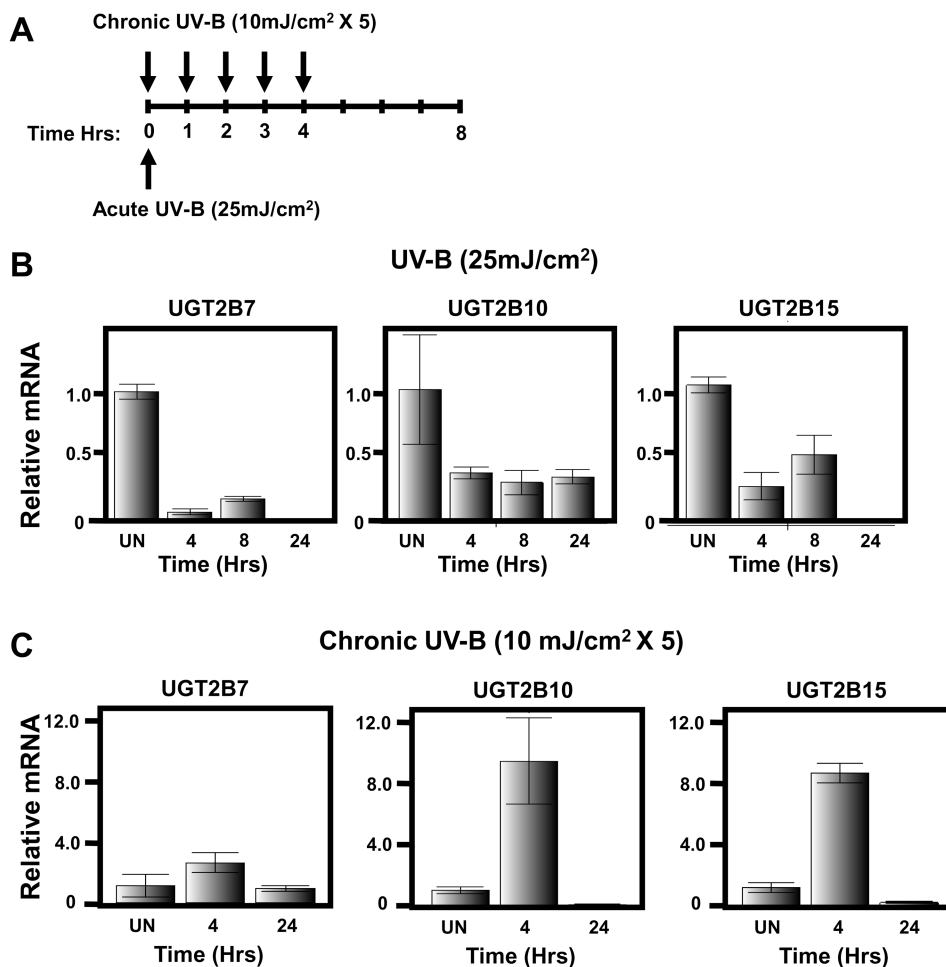 A
Chronic UV-B (10mJ/cm² X 5)
Time Hrs: 0 1 2 3 4 8
Acute UV-B (25mJ/cm²)
B
UV-B (25mJ/cm²)
UGT2B7 UGT2B10 UGT2B15
Relative mRNA
1.0 1.0 1.0
0.5 0.5 0.5
0 0 0
UN 4 8 24 UN 4 8 24 UN 4 8 24
Time (Hrs) Time (Hrs) Time (Hrs)
C
Chronic UV-B (10 mJ/cm² X 5)
UGT2B7 UGT2B10 UGT2B15
Relative mRNA
12.0 12.0 12.0
8.0 8.0 8.0
4.0 4.0 4.0
0 0 0
UN 4 24 UN 4 24 UN 4 24
Time (Hrs) Time (Hrs) Time (Hrs)